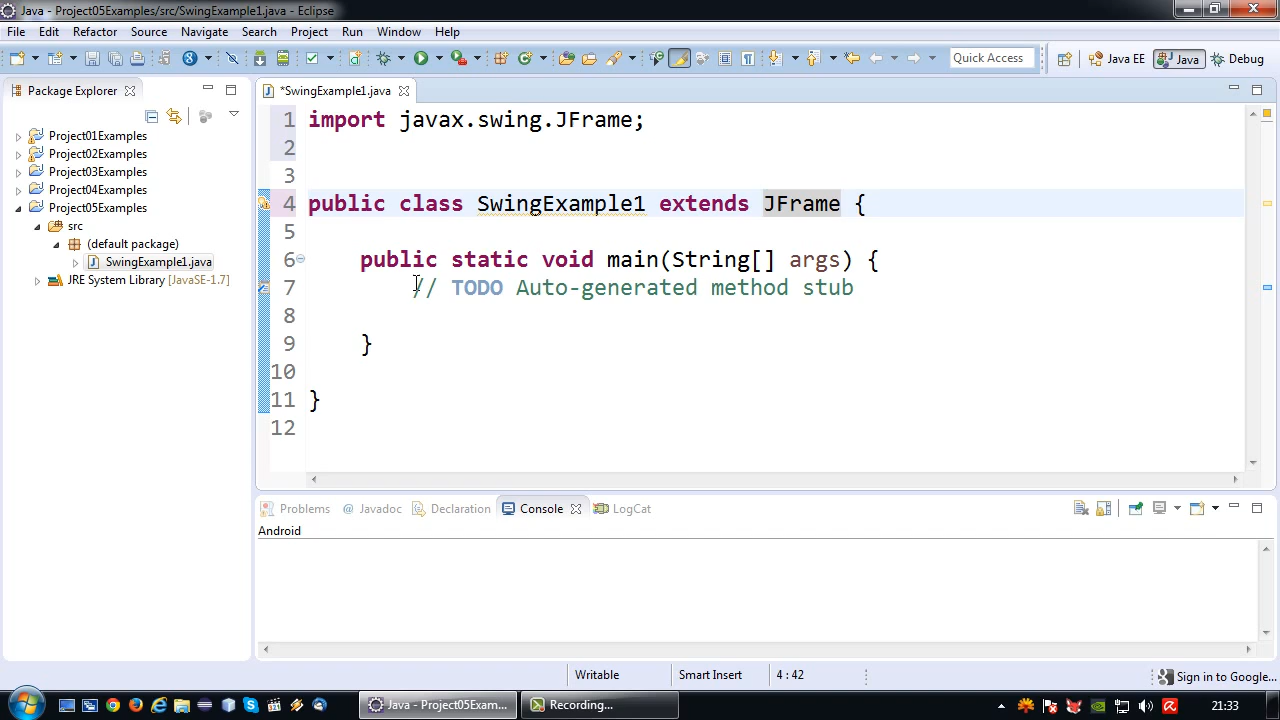 Java - Project05Examples/src/SwingExample1.java - Eclipse
File Edit Refactor Source Navigate Search Project Run Window Help
Quick Access
Java EE
Java
Debug
Package Explorer
*SwingExample1.java
Project01Examples
Project02Examples
Project03Examples
Project04Examples
Project05Examples
src
(default package)
SwingExample1.java
JRE System Library [JavaSE-1.7]
1 import javax.swing.JFrame;
2
3
4 public class SwingExample1 extends JFrame {
5
6 public static void main(String[] args) {
7 // TODO Auto-generated method stub
8
9 }
10
11 }
12
Problems @ Javadoc Declaration Console LogCat
Android
Writable
Smart Insert
4 : 42
Sign in to Google...
Java - Project05Exam...
Recording...
21:33